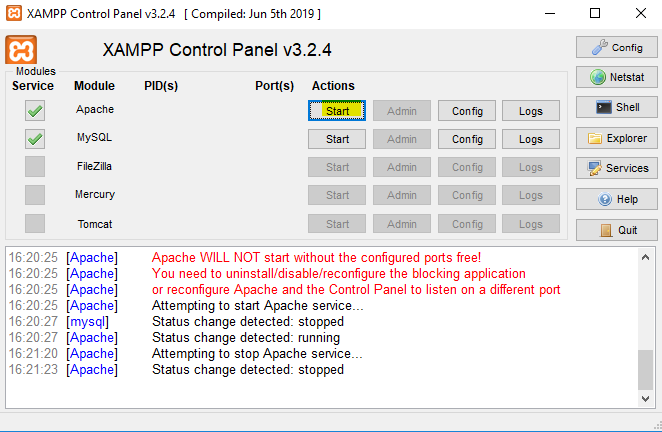 XAMPP Control Panel v3.2.4 [ Compiled: Jun 5th 2019 ]
XAMPP Control Panel v3.2.4
Config
Modules
Service Module PID(s) Port(s) Actions
Netstat
Apache Start Admin Config Logs
Shell
MySQL Start Admin Config Logs
Explorer
FileZilla Start Admin Config Logs
Services
Mercury Start Admin Config Logs
Help
Tomcat Start Admin Config Logs
Quit
16:20:25 [Apache] Apache WILL NOT start without the configured ports free!
16:20:25 [Apache] You need to uninstall/disable/reconfigure the blocking application
16:20:25 [Apache] or reconfigure Apache and the Control Panel to listen on a different port
16:20:25 [Apache] Attempting to start Apache service...
16:20:27 [mysql] Status change detected: stopped
16:20:27 [Apache] Status change detected: running
16:21:20 [Apache] Attempting to stop Apache service...
16:21:23 [Apache] Status change detected: stopped